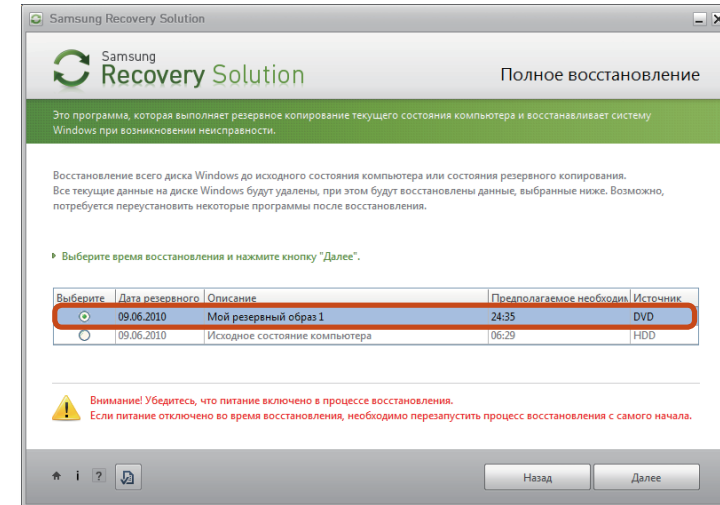 Samsung Recovery Solution
Samsung
Recovery Solution
Полное восстановление
Это программа, которая выполняет резервное копирование текущего состояния компьютера и восстанавливает систему
Windows при возникновении неисправности.
Восстановление всего диска Windows до исходного состояния компьютера или состояния резервного копирования.
Все текущие данные на диске Windows будут удалены, при этом будут восстановлены данные, выбранные ниже. Возможно,
потребуется переустановить некоторые программы после восстановления.
Выберите время восстановления и нажмите кнопку "Далее".
Выберите Дата резервного Описание Предполагаемое необходим Источник
09.06.2010 Мой резервный образ 1 24:35 DVD
09.06.2010 Исходное состояние компьютера 06:29 HDD
Внимание! Убедитесь, что питание включено в процессе восстановления.
Если питание отключено во время восстановления, необходимо перезапустить процесс восстановления с самого начала.
i ? Назад Далее